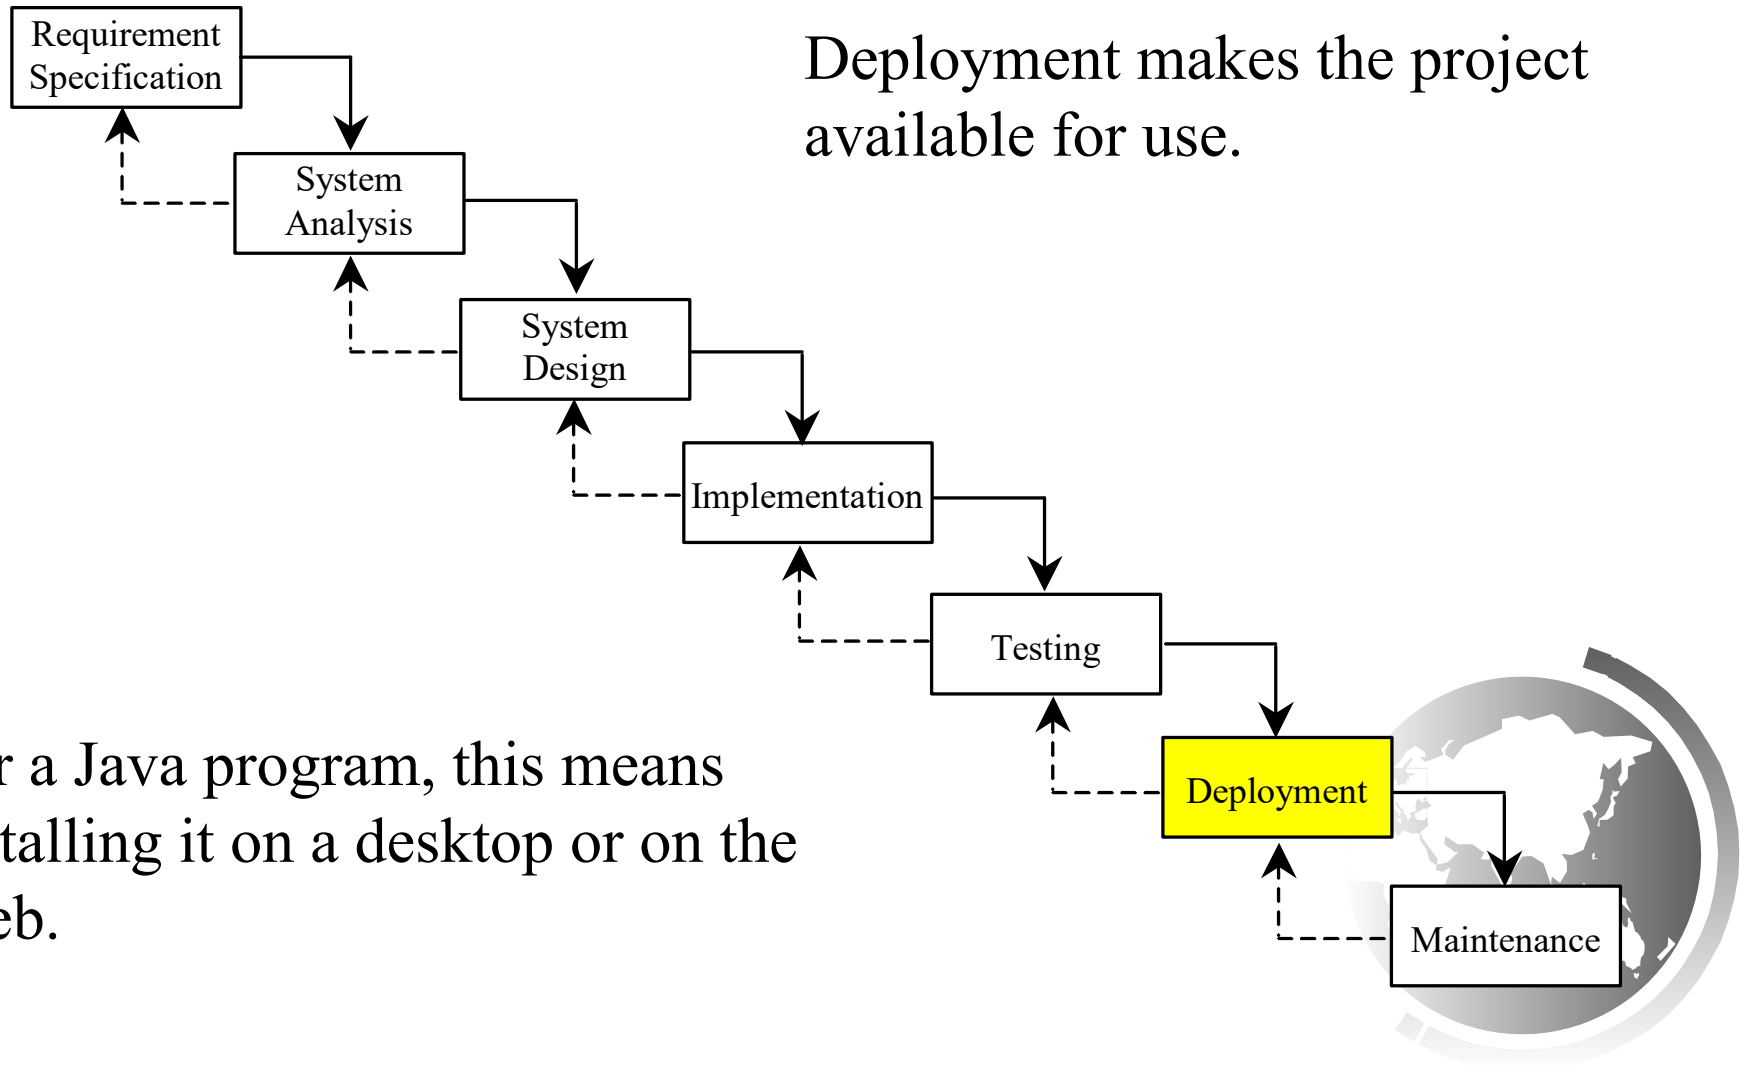 Requirement
Specification
Deployment makes the project
available for use.
System
Analysis
System
Design
Implementation
Testing
r a Java program, this means
talling it on a desktop or on the
eb.
Deployment
Maintenance